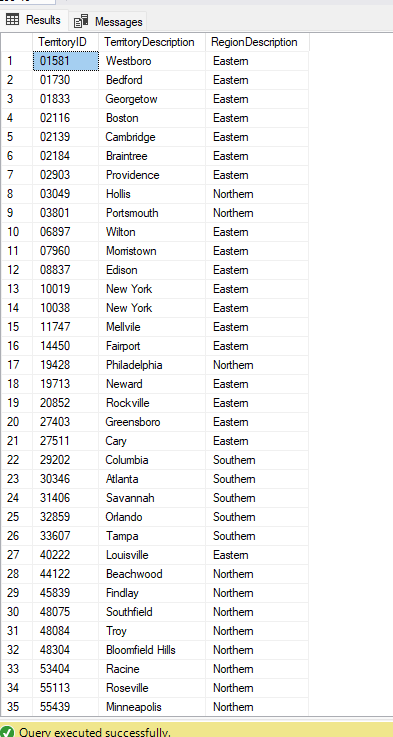 Results Messages
TerritoryID TerritoryDescription RegionDescription
1 01581 Westboro Eastern
2 01730 Bedford Eastern
3 01833 Georgetow Eastern
4 02116 Boston Eastern
5 02139 Cambridge Eastern
6 02184 Braintree Eastern
7 02903 Providence Eastern
8 03049 Hollis Northern
9 03801 Portsmouth Northern
10 06897 Wilton Eastern
11 07960 Morristown Eastern
12 08837 Edison Eastern
13 10019 New York Eastern
14 10038 New York Eastern
15 11747 Mellvile Eastern
16 14450 Fairport Eastern
17 19428 Philadelphia Northern
18 19713 Neward Eastern
19 20852 Rockville Eastern
20 27403 Greensboro Eastern
21 27511 Cary Eastern
22 29202 Columbia Southern
23 30346 Atlanta Southern
24 31406 Savannah Southern
25 32859 Orlando Southern
26 33607 Tampa Southern
27 40222 Louisville Eastern
28 44122 Beachwood Northern
29 45839 Findlay Northern
30 48075 Southfield Northern
31 48084 Troy Northern
32 48304 Bloomfield Hills Northern
33 53404 Racine Northern
34 55113 Roseville Northern
35 55439 Minneapolis Northern
Query executed successfully.